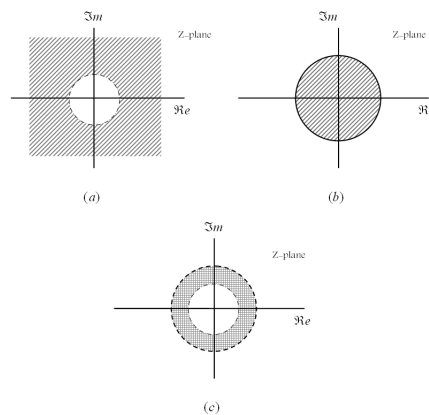 ℑm
Z–plane
ℜe
(a)
ℑm
Z–plane
ℜ
(b)
ℑm
Z–plane
ℜe
(c)